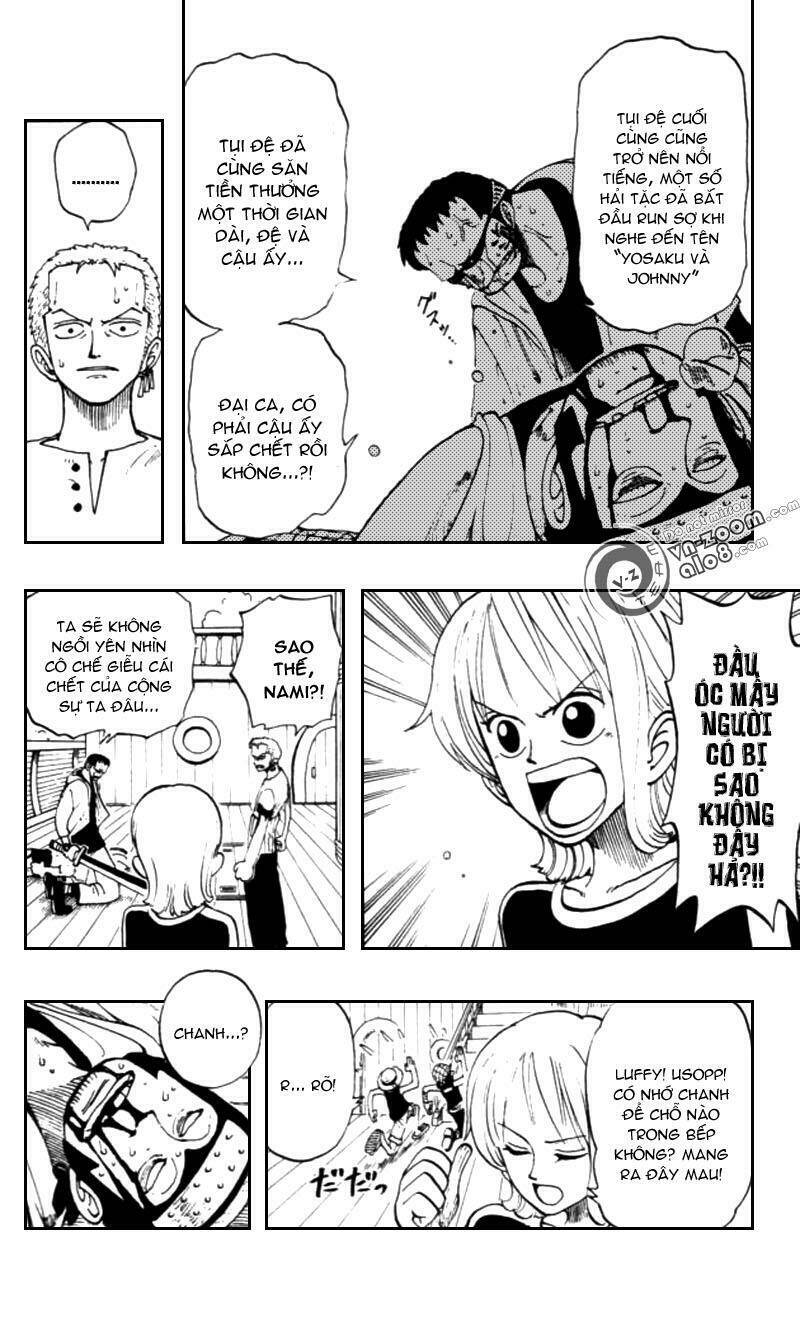 TỤI ĐỆ CUỐI
CÙNG CŨNG
TRỞ NÊN NỔI
TIẾNG, MỘT SỐ
HẢI TẶC ĐÃ BẮT
ĐẦU RUN SỢ KHI
NGHE ĐẾN TÊN
"YOSAKU VÀ
JOHNNY"
TỤI ĐỆ ĐÃ
CÙNG SĂN
TIỀN THƯỞNG
MỘT THỜI GIAN
DÀI, ĐỆ VÀ
CẬU ẤY...
ĐẠI CA, CÓ
PHẢI CẬU ẤY
SẮP CHẾT RỒI
KHÔNG...?!
...........
Do not mirror
vn-zoom.com
alo8.com
V-Z
ĐẦU
ÓC MẤY
NGƯỜI
CÓ BỊ
SAO
KHÔNG
ĐẤY
HẢ?!!
SAO
THẾ,
NAMI?!
TA SẼ KHÔNG
NGỒI YÊN NHÌN
CÔ CHẾ GIỄU CÁI
CHẾT CỦA CỘNG
SỰ TA ĐÂU...
LUFFY! USOPP!
CÓ NHỚ CHANH
ĐỂ CHỖ NÀO
TRONG BẾP
KHÔNG? MANG
RA ĐÂY MAU!
R... RÕ!
だだっ
CHANH...?